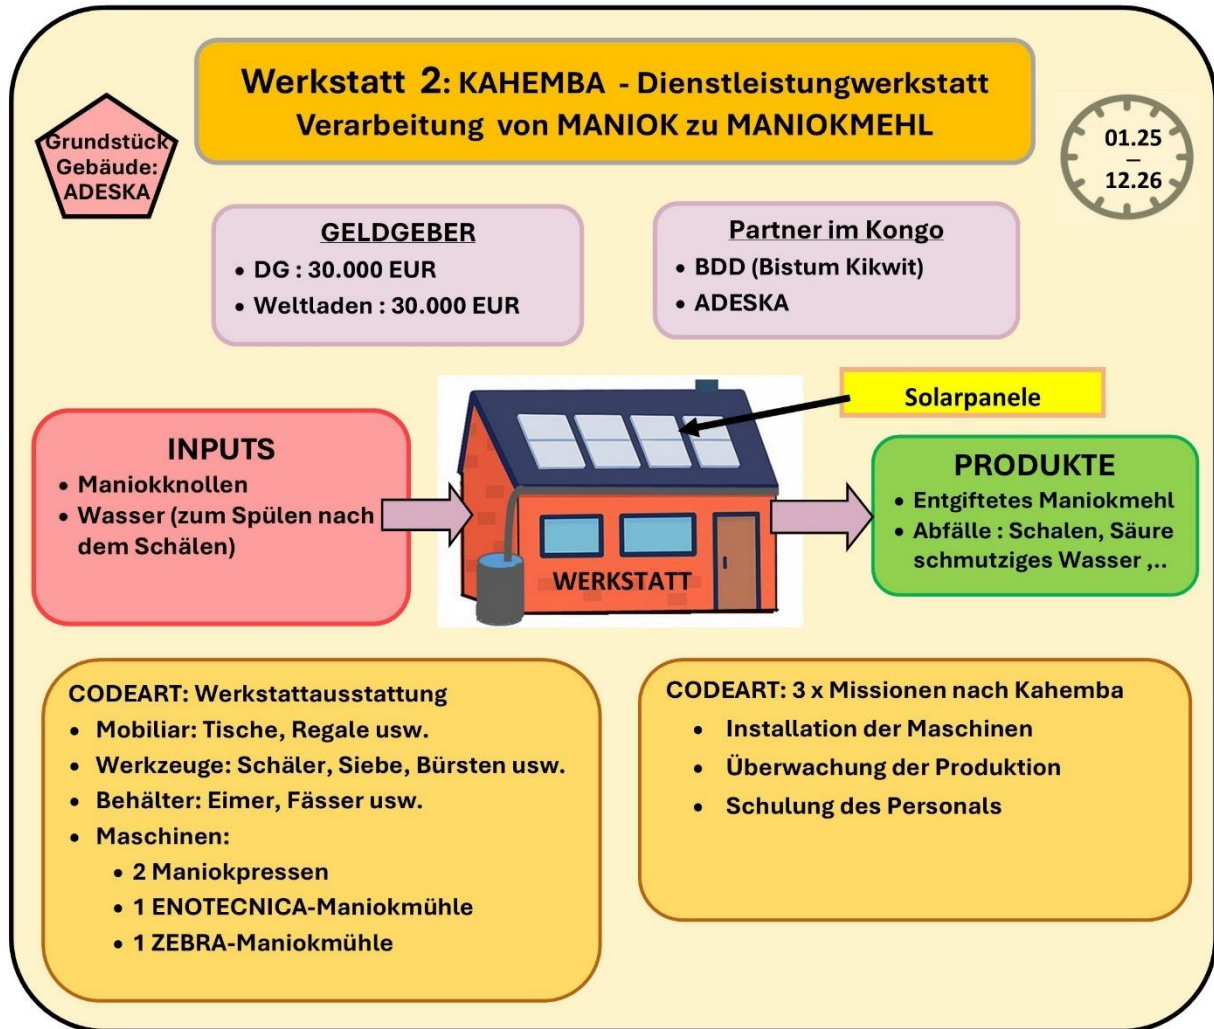 Werkstatt 2: KAHEMBA - Dienstleistungwerkstatt
Verarbeitung von MANIOK zu MANIOKMEHL
Grundstück
Gebäude:
ADESKA
01.25
–
12.26
GELDGEBER
• DG : 30.000 EUR
• Weltladen : 30.000 EUR
Partner im Kongo
• BDD (Bistum Kikwit)
• ADESKA
Solarpanele
INPUTS
• Maniokknollen
• Wasser (zum Spülen nach
dem Schälen)
WERKSTATT
PRODUKTE
• Entgiftetes Maniokmehl
• Abfälle : Schalen, Säure
schmutziges Wasser ,..
CODEART: Werkstattausstattung
• Mobiliar: Tische, Regale usw.
• Werkzeuge: Schäler, Siebe, Bürsten usw.
• Behälter: Eimer, Fässer usw.
• Maschinen:
• 2 Maniokpressen
• 1 ENOTECNICA-Maniokmühle
• 1 ZEBRA-Maniokmühle
CODEART: 3 x Missionen nach Kahemba
• Installation der Maschinen
• Überwachung der Produktion
• Schulung des Personals